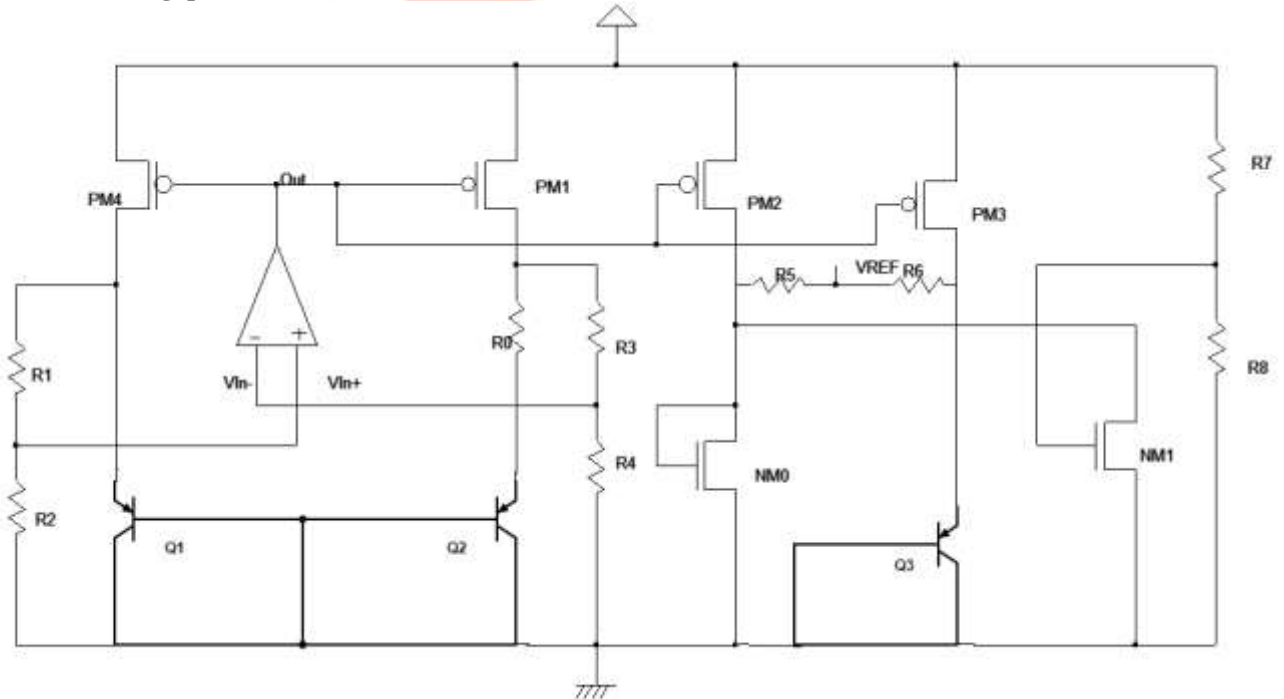 Out
PM4
PM1
PM2
PM3
R7
R5
VREF
R6
R0
R3
R8
R1
VIn-
VIn+
R4
NM0
NM1
R2
Q1
Q2
Q3